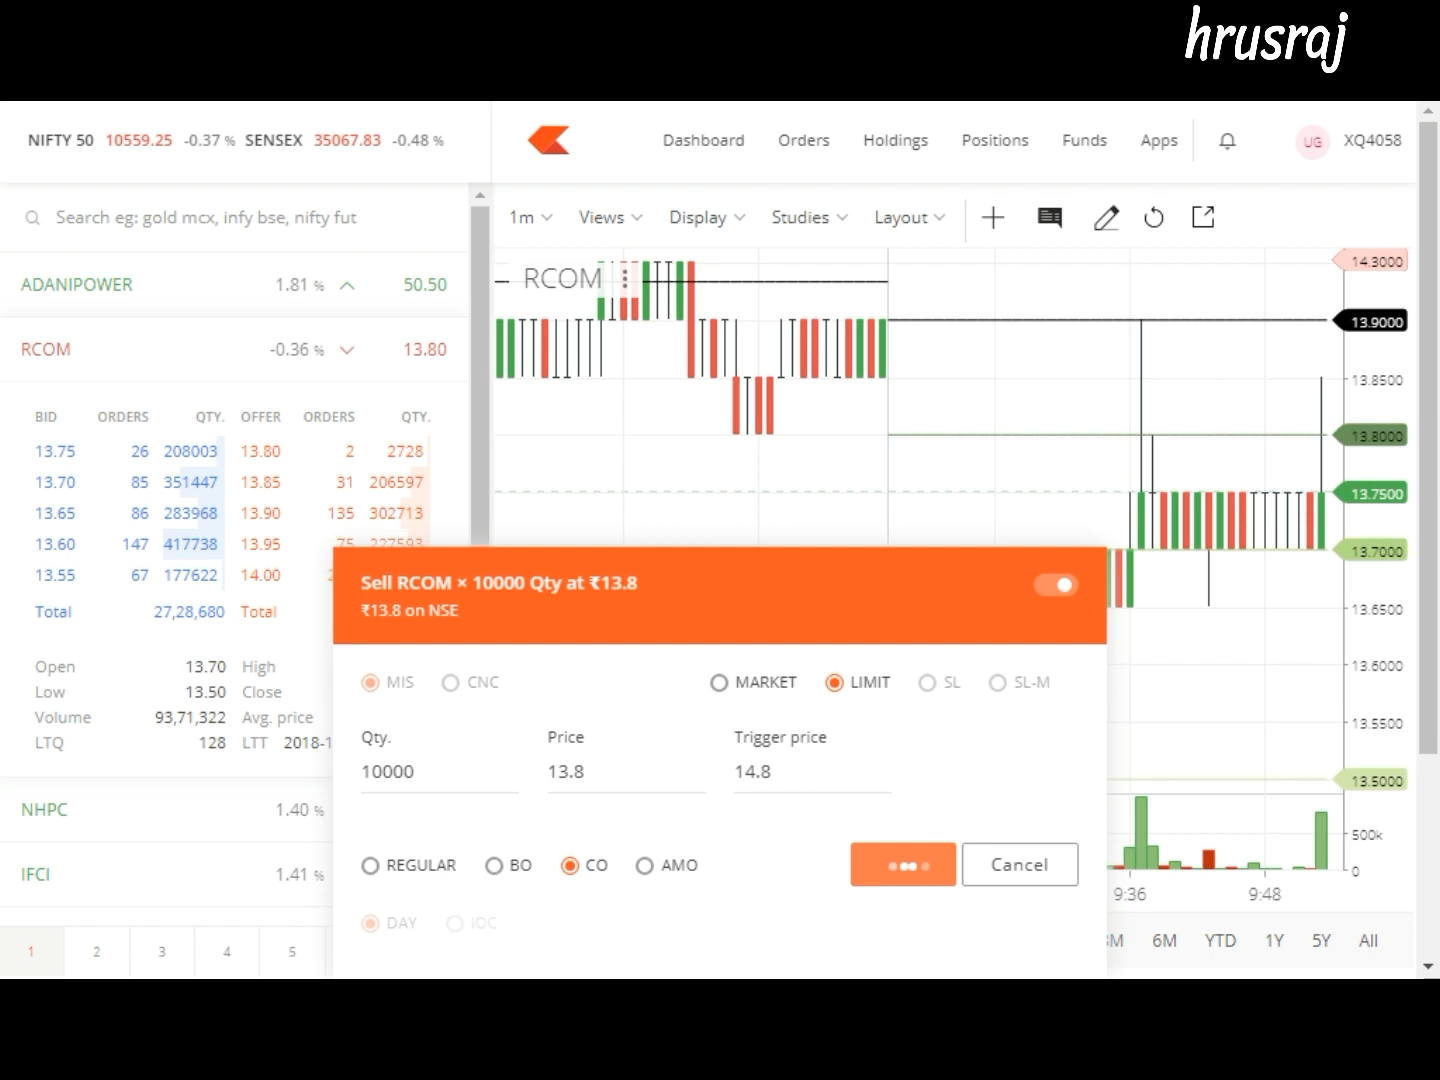 hrusraj
NIFTY 50 10559.25 -0.37 % SENSEX 35067.83 -0.48 %
Dashboard Orders Holdings Positions Funds Apps UG XQ4058
Search eg: gold mcx, infy bse, nifty fut
1m Views Display Studies Layout
ADANIPOWER 1.81 % 50.50
RCOM -0.36 % 13.80
BID ORDERS QTY. OFFER ORDERS QTY.
13.75 26 208003 13.80 2 2728
13.70 85 351447 13.85 31 206597
13.65 86 283968 13.90 135 302713
13.60 147 417738 13.95 75 227593
13.55 67 177622 14.00 2
Total 27,28,680 Total
Open 13.70 High
Low 13.50 Close
Volume 93,71,322 Avg. price
LTQ 128 LTT 2018-1
NHPC 1.40 %
IFCI 1.41 %
1 2 3 4 5
RCOM
14.3000
13.9000
13.8500
13.8000
13.7500
13.7000
13.6500
13.6000
13.5500
13.5000
500k
0
9:36 9:48
3M 6M YTD 1Y 5Y All
Sell RCOM × 10000 Qty at ₹13.8
₹13.8 on NSE
MIS CNC MARKET LIMIT SL SL-M
Qty. Price Trigger price
10000 13.8 14.8
REGULAR BO CO AMO Cancel
DAY IOC